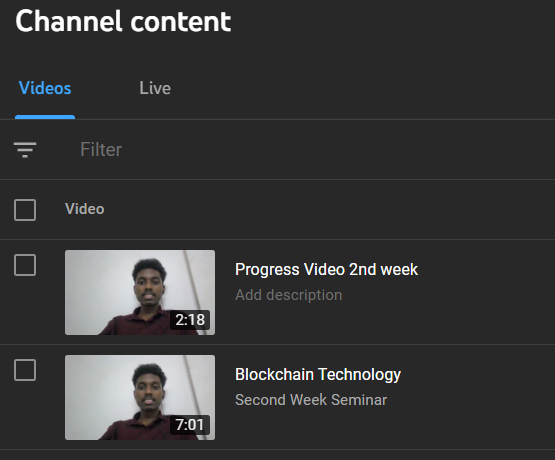 Channel content
Videos Live
Filter
Video
Progress Video 2nd week
Add description
2:18
Blockchain Technology
Second Week Seminar
7:01